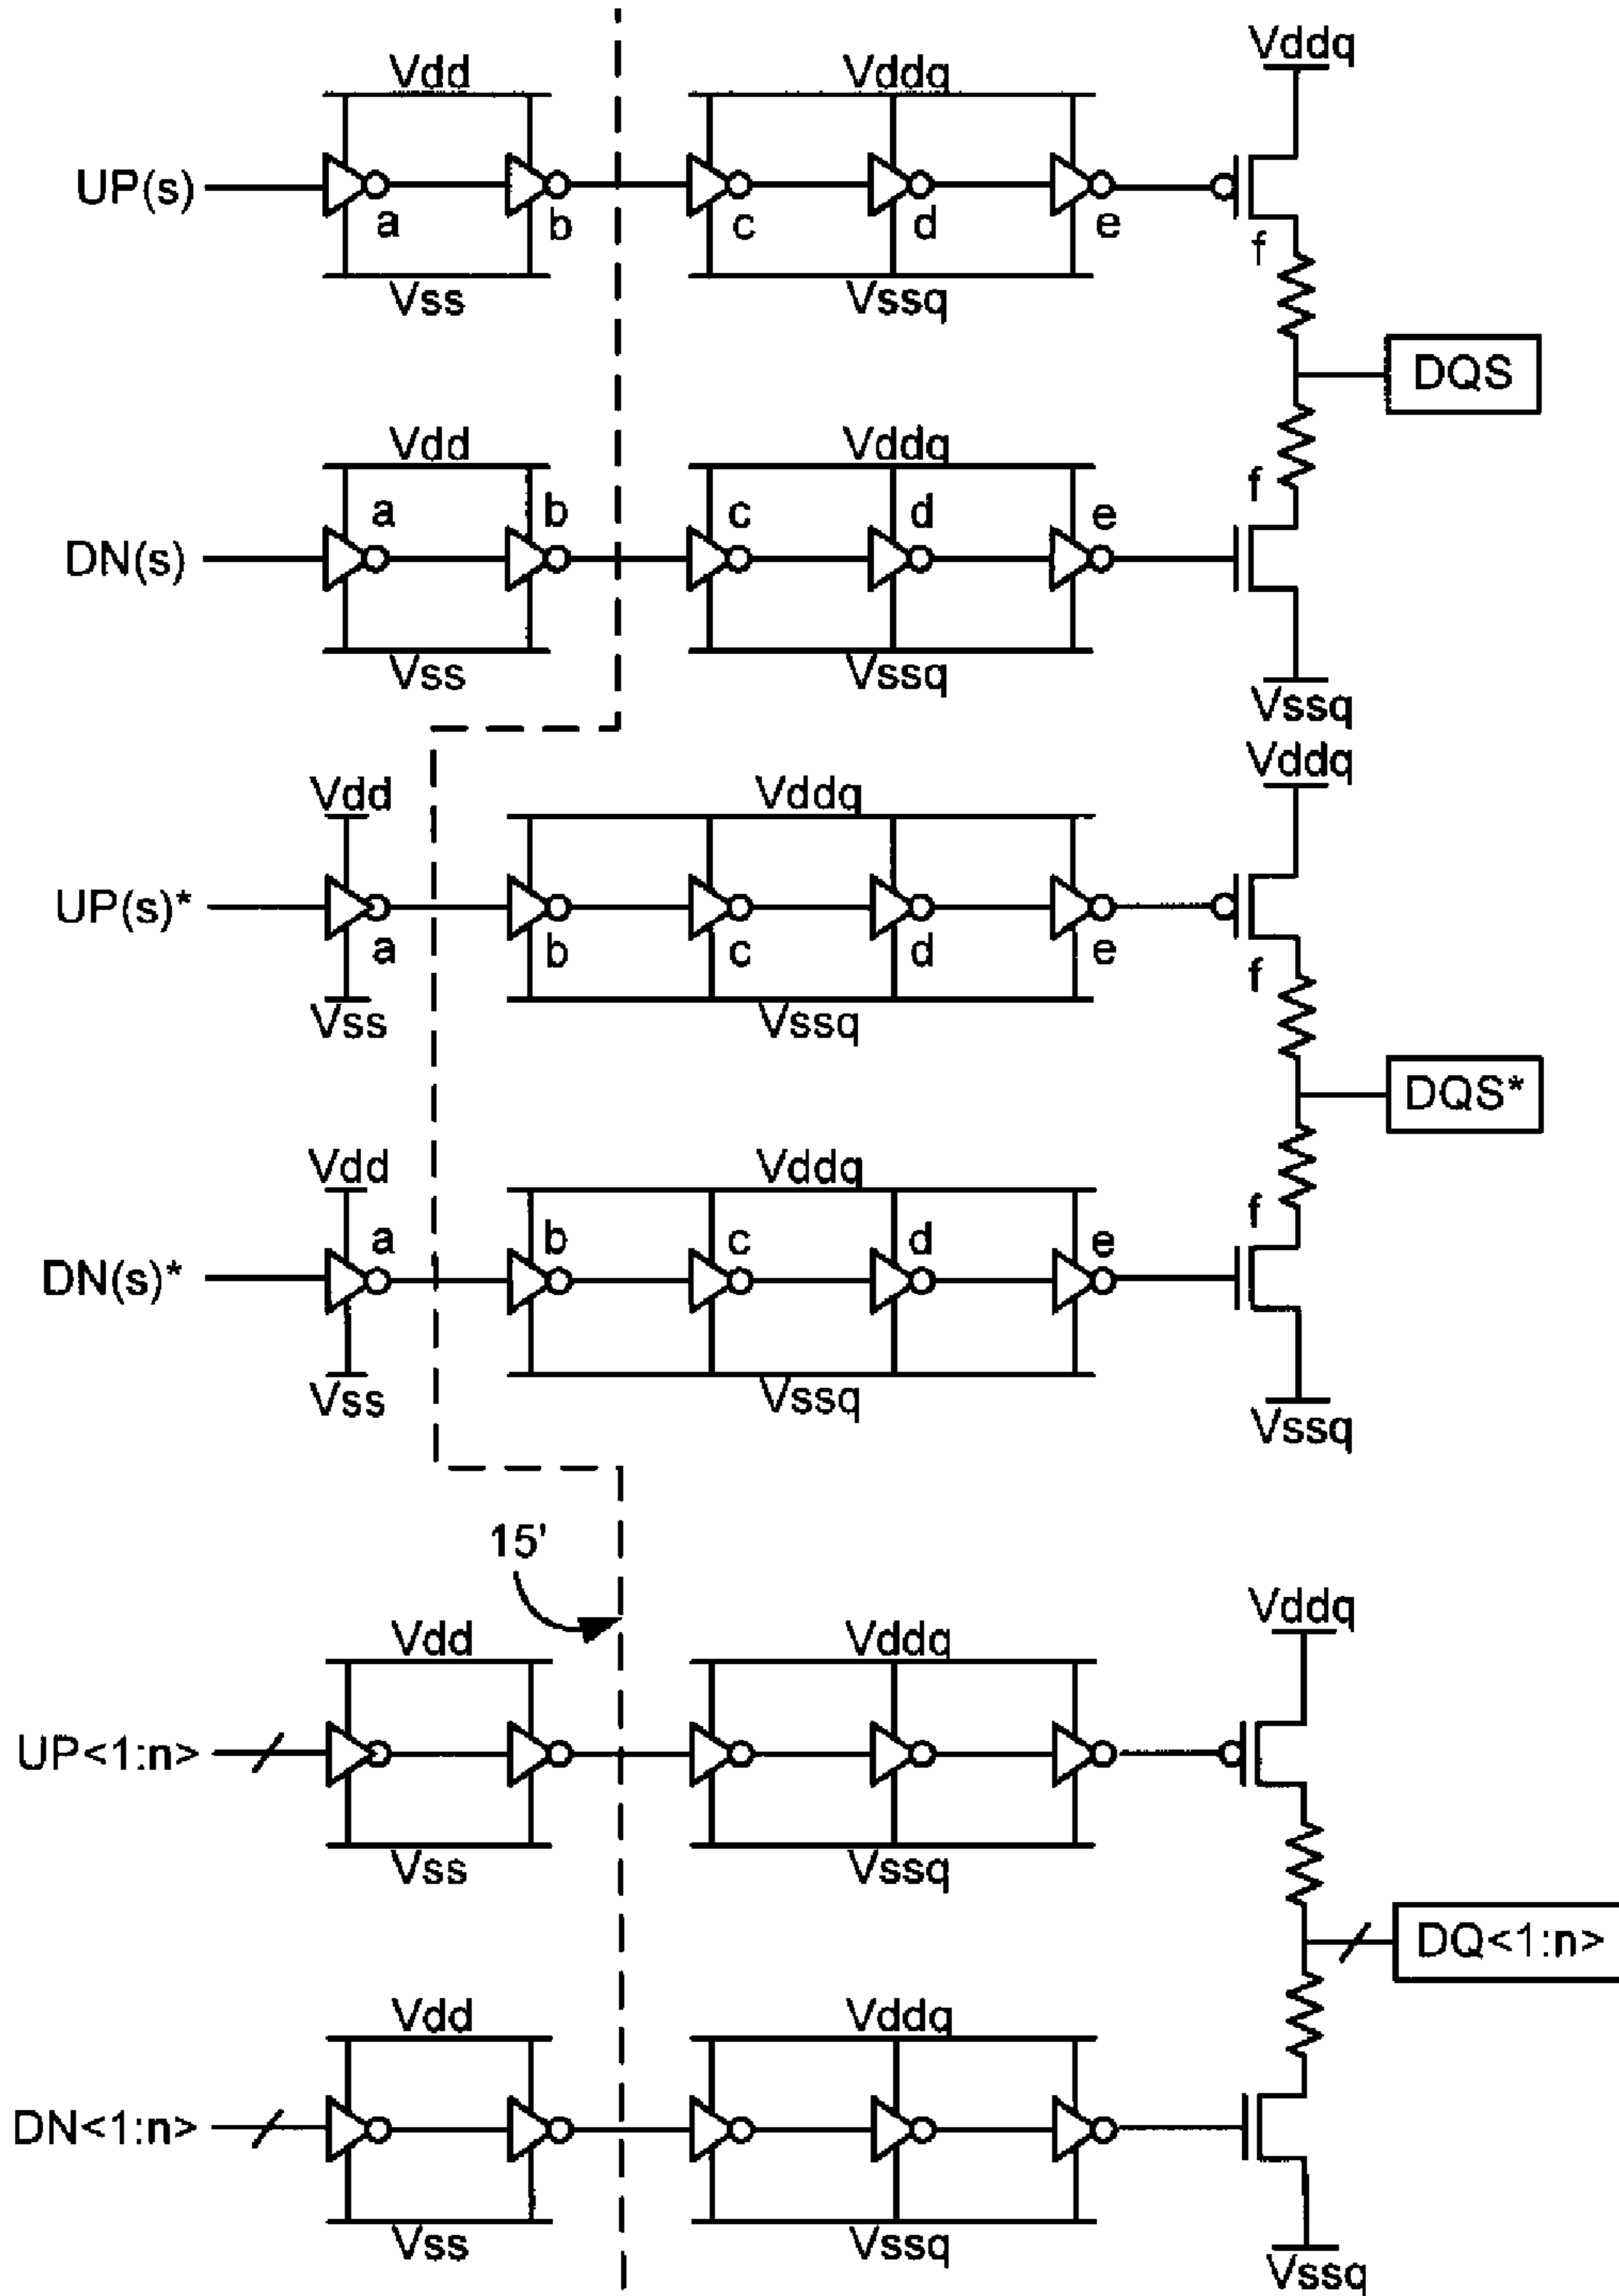 Vdd Vddq Vddq
UP(s) a b c d e f
Vss Vssq
DQS
Vdd Vddq f
DN(s) a b c d e
Vss Vssq Vssq
Vdd Vddq Vddq
UP(s)* a b c d e f
Vss Vssq
DQS*
Vdd Vddq f
DN(s)* a b c d e
Vss Vssq Vssq
15'
Vdd Vddq Vddq
UP<1:n>
Vss Vssq
DQ<1:n>
Vdd Vddq
DN<1:n>
Vss Vssq Vssq